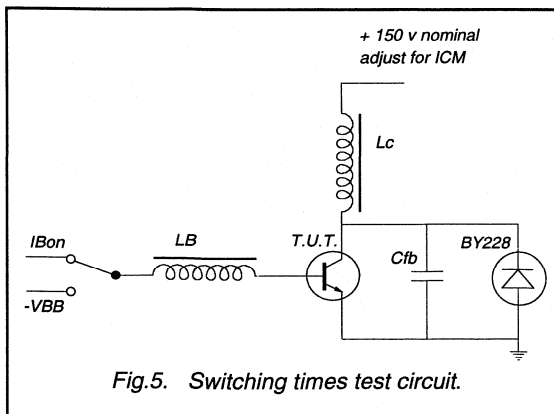 + 150 v nominal
adjust for ICM
Lc
IBon
LB
T.U.T.
Cfb
BY228
-VBB
Fig.5. Switching times test circuit.